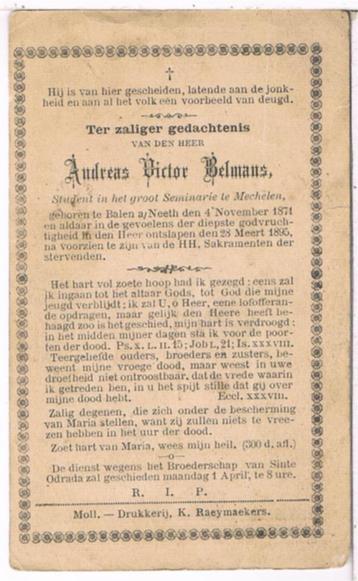 Hij is van hier gescheiden, latende aan de jonk-
heid en aan al het volk een voorbeeld van deugd.
Ter zaliger gedachtenis
VAN DEN HEER
Andreas Victor Belmans,
Student in het groot Seminarie te Mechelen,
geboren te Balen a/Neeth den 4 November 1871
en aldaar in de gevoelens der diepste godvruch-
tigheid in den Heer ontslapen den 28 Meert 1895,
na voorzien te zijn van de HH. Sakramenten der
stervenden.
Het hart vol zoete hoop had ik gezegd : eens zal
ik ingaan tot het altaar Gods, tot God die mijne
jeugd verblijdt : ik zal U, o Heer, eene lofofferan-
de opdragen, maar gelijk den Heere heeft be-
haagd zoo is het geschied, mijn hart is verdroogd :
in het midden mijner dagen sta ik voor de poor-
ten der dood. Ps. X. L. II. 15; Job L, 21; Is. XXXVIII.
Teergeliefde ouders, broeders en zusters, be-
weent mijne vroege dood, maar weest in uwe
droefheid niet ontroostbaar, dat de vrede waarin
ik getreden ben, in u het spijt stille dat gij over
mijne dood hebt. Eccl. XXXVIII.
Zalig degenen, die zich onder de bescherming
van Maria stellen, want zij zullen niets te vree-
zen hebben in het uur der dood.
Zoet hart van Maria, wees mijn heil. (300 d. afl.)
—o—
De dienst wegens het Broederschap van Sinte
Odrada zal geschieden maandag 1 April, te 8 ure.
R. I. P.
Moll. — Drukkerij, K. Raeymaekers.